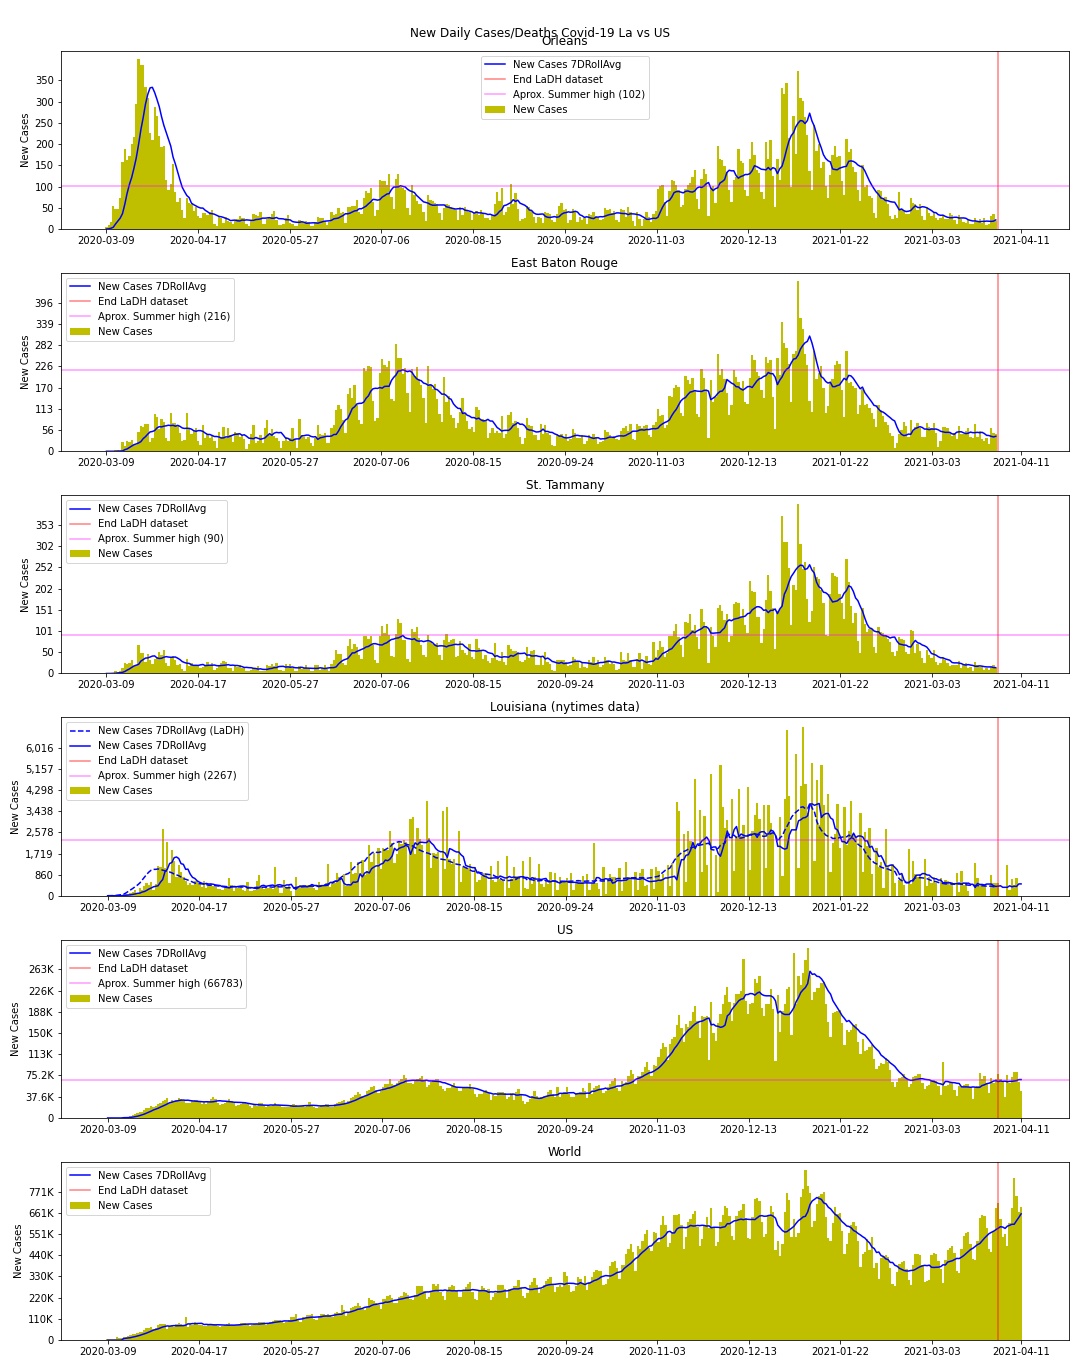 New Daily Cases/Deaths Covid-19 La vs US
Orleans
New Cases 7DRollAvg
End LaDH dataset
Aprox. Summer high (102)
New Cases
New Cases
350
300
250
200
150
100
50
0
2020-03-09 2020-04-17 2020-05-27 2020-07-06 2020-08-15 2020-09-24 2020-11-03 2020-12-13 2021-01-22 2021-03-03 2021-04-11
East Baton Rouge
New Cases 7DRollAvg
End LaDH dataset
Aprox. Summer high (216)
New Cases
New Cases
396
339
282
226
170
113
56
0
2020-03-09 2020-04-17 2020-05-27 2020-07-06 2020-08-15 2020-09-24 2020-11-03 2020-12-13 2021-01-22 2021-03-03 2021-04-11
St. Tammany
New Cases 7DRollAvg
End LaDH dataset
Aprox. Summer high (90)
New Cases
New Cases
353
302
252
202
151
101
50
0
2020-03-09 2020-04-17 2020-05-27 2020-07-06 2020-08-15 2020-09-24 2020-11-03 2020-12-13 2021-01-22 2021-03-03 2021-04-11
Louisiana (nytimes data)
New Cases 7DRollAvg (LaDH)
New Cases 7DRollAvg
End LaDH dataset
Aprox. Summer high (2267)
New Cases
New Cases
6,016
5,157
4,298
3,438
2,578
1,719
860
0
2020-03-09 2020-04-17 2020-05-27 2020-07-06 2020-08-15 2020-09-24 2020-11-03 2020-12-13 2021-01-22 2021-03-03 2021-04-11
US
New Cases 7DRollAvg
End LaDH dataset
Aprox. Summer high (66783)
New Cases
New Cases
263K
226K
188K
150K
113K
75.2K
37.6K
0
2020-03-09 2020-04-17 2020-05-27 2020-07-06 2020-08-15 2020-09-24 2020-11-03 2020-12-13 2021-01-22 2021-03-03 2021-04-11
World
New Cases 7DRollAvg
End LaDH dataset
New Cases
New Cases
771K
661K
551K
440K
330K
220K
110K
0
2020-03-09 2020-04-17 2020-05-27 2020-07-06 2020-08-15 2020-09-24 2020-11-03 2020-12-13 2021-01-22 2021-03-03 2021-04-11